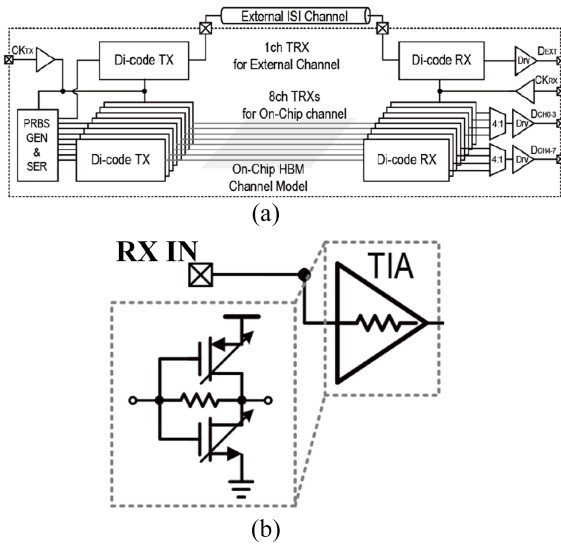 External ISI Channel
CKTX
Di-code TX
1ch TRX
for External Channel
Di-code RX
Drv
DEXT
CKRX
8ch TRXs
for On-Chip channel
PRBS
GEN
&
SER
4:1
Drv
DCH0-3
Di-code TX
On-Chip HBM
Channel Model
Di-code RX
4:1
Drv
DCH4-7
(a)
RX IN
TIA
(b)